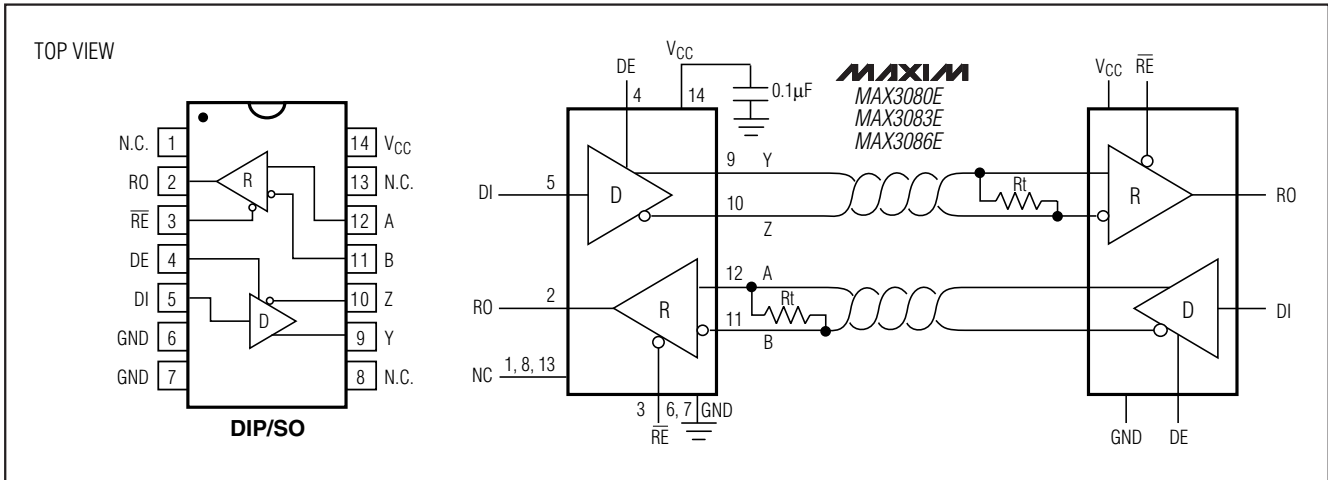 TOP VIEW
N.C. 1
RO 2
R̅E̅ 3
DE 4
DI 5
GND 6
GND 7
14 VCC
13 N.C.
12 A
11 B
10 Z
9 Y
8 N.C.
R
D
DIP/SO
VCC
DE
4
14
0.1µF
MAXIM
MAX3080E
MAX3083E
MAX3086E
DI 5
D
9 Y
10
Z
Rt
RO 2
R
12 A
11
B
Rt
NC 1, 8, 13
3
R̅E̅
6, 7 GND
VCC R̅E̅
R
RO
D
DI
GND DE